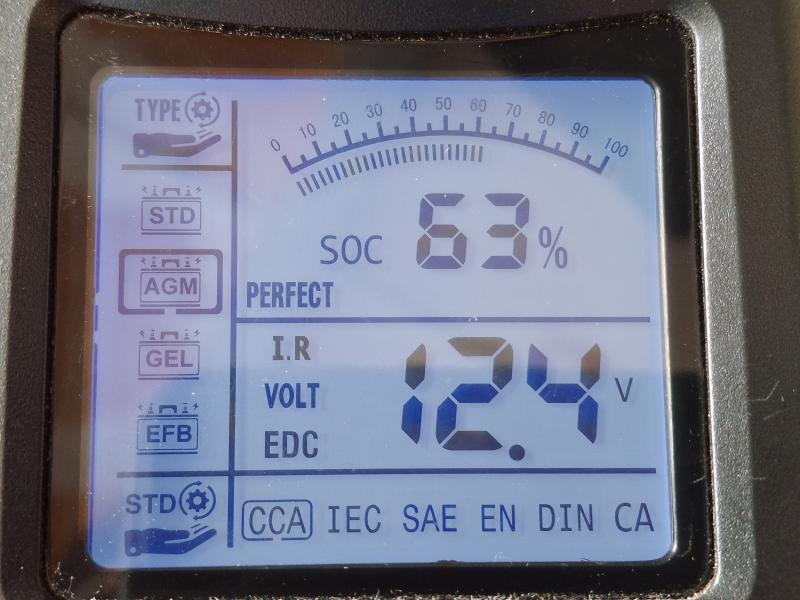 TYPE
0 10 20 30 40 50 60 70 80 90 100
STD
SOC 63%
AGM
PERFECT
GEL
I.R
VOLT 12.4 V
EFB
EDC
STD
CCA IEC SAE EN DIN CA